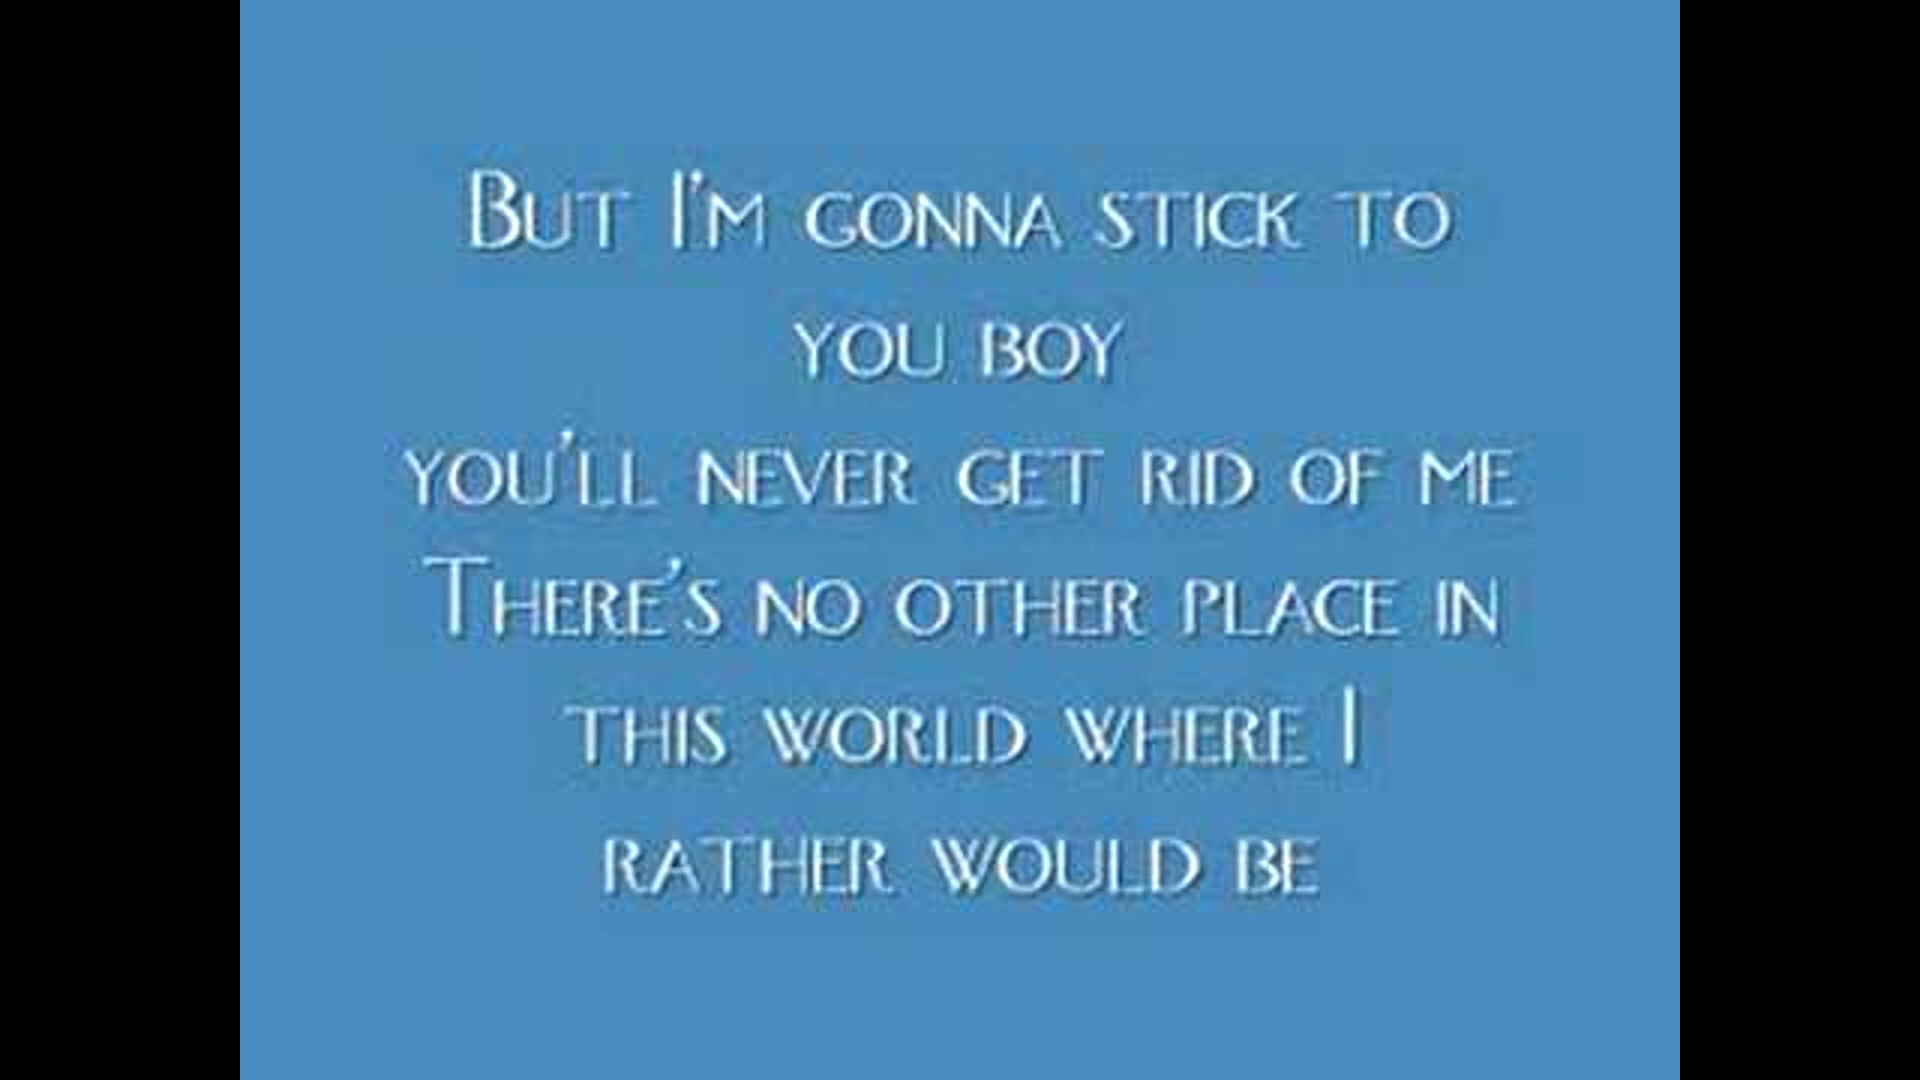 But I'm gonna stick to
you boy
you'll never get rid of me
There's no other place in
this world where I
rather would be